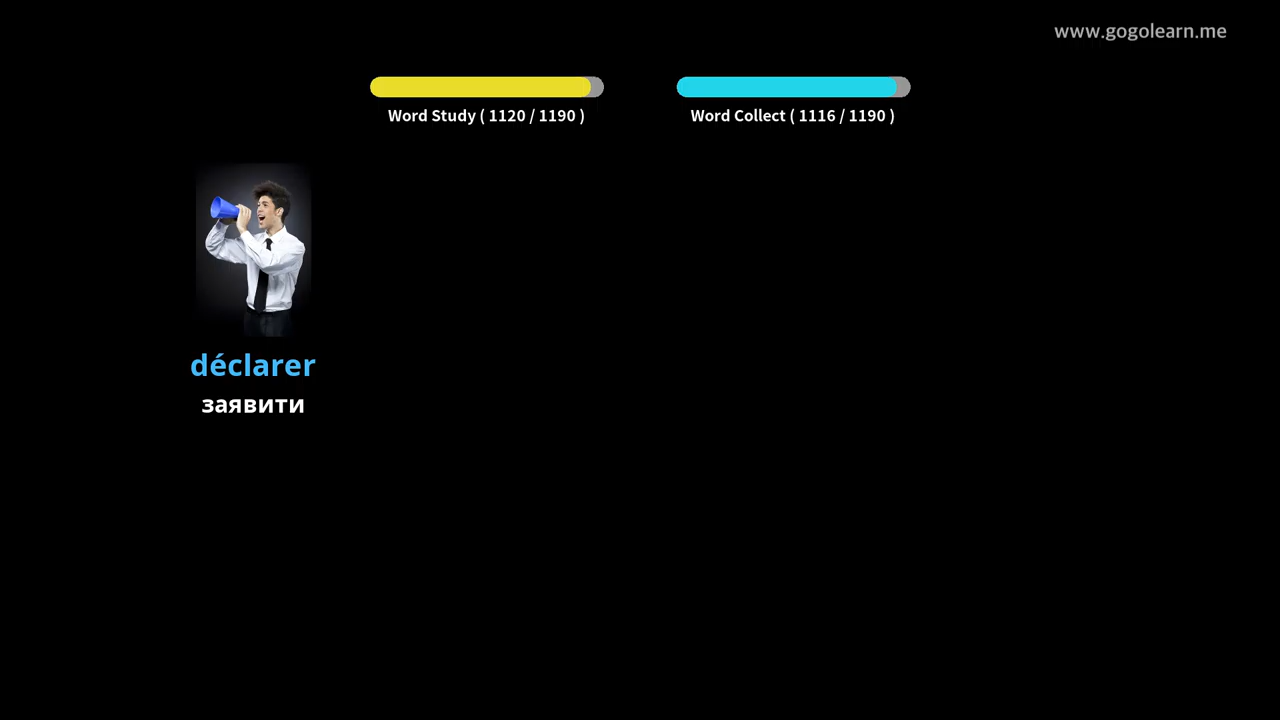 www.gogolearn.me
Word Study ( 1120 / 1190 )
Word Collect ( 1116 / 1190 )
déclarer
заявити